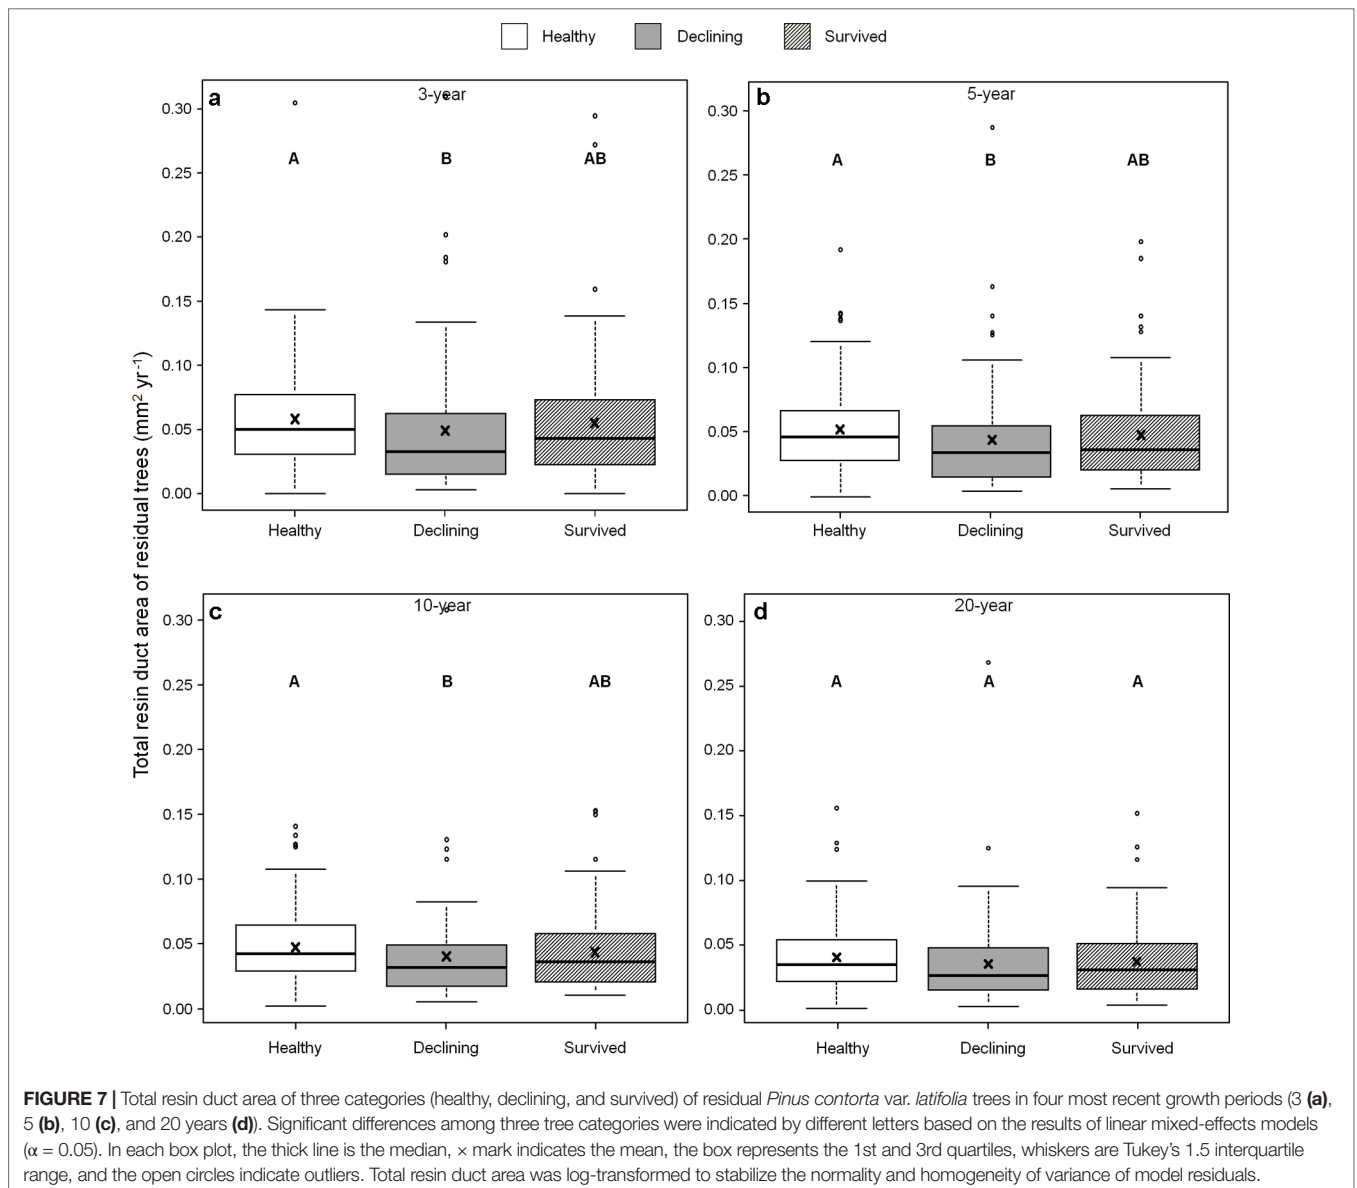 Healthy Declining Survived
Total resin duct area of residual trees (mm² yr⁻¹)
a 3-year
0.30
0.25
0.20
0.15
0.10
0.05
0.00
A B AB
Healthy Declining Survived
b 5-year
0.30
0.25
0.20
0.15
0.10
0.05
0.00
A B AB
Healthy Declining Survived
c 10-year
0.30
0.25
0.20
0.15
0.10
0.05
0.00
A B AB
Healthy Declining Survived
d 20-year
0.30
0.25
0.20
0.15
0.10
0.05
0.00
A A A
Healthy Declining Survived
FIGURE 7 | Total resin duct area of three categories (healthy, declining, and survived) of residual Pinus contorta var. latifolia trees in four most recent growth periods (3 (a),
5 (b), 10 (c), and 20 years (d)). Significant differences among three tree categories were indicated by different letters based on the results of linear mixed-effects models
(α = 0.05). In each box plot, the thick line is the median, × mark indicates the mean, the box represents the 1st and 3rd quartiles, whiskers are Tukey's 1.5 interquartile
range, and the open circles indicate outliers. Total resin duct area was log-transformed to stabilize the normality and homogeneity of variance of model residuals.